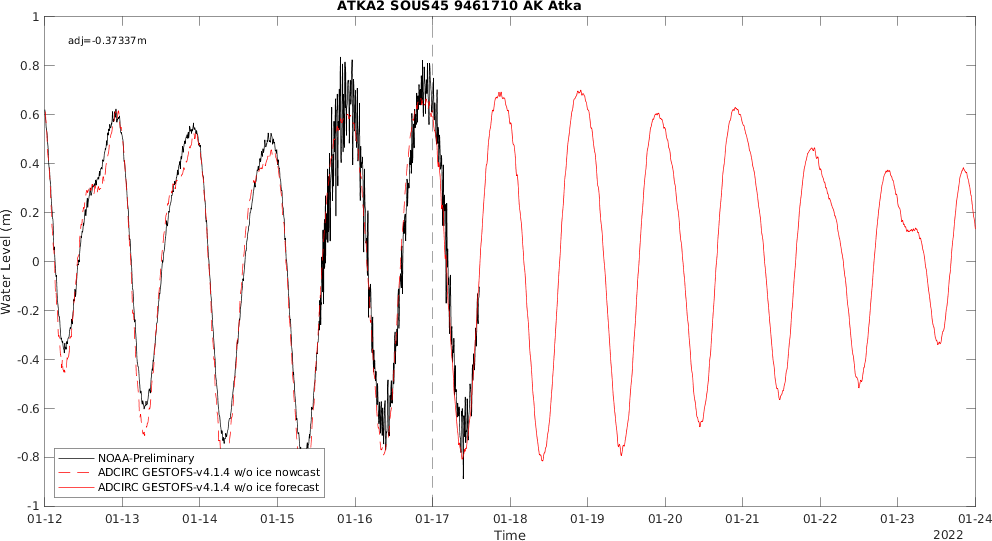 ATKA2 SOUS45 9461710 AK Atka
adj=-0.37337m
1
0.8
0.6
0.4
0.2
0
-0.2
-0.4
-0.6
-0.8
-1
Water Level (m)
NOAA-Preliminary
ADCIRC GESTOFS-v4.1.4 w/o ice nowcast
ADCIRC GESTOFS-v4.1.4 w/o ice forecast
01-12 01-13 01-14 01-15 01-16 01-17 01-18 01-19 01-20 01-21 01-22 01-23 01-24
Time
2022